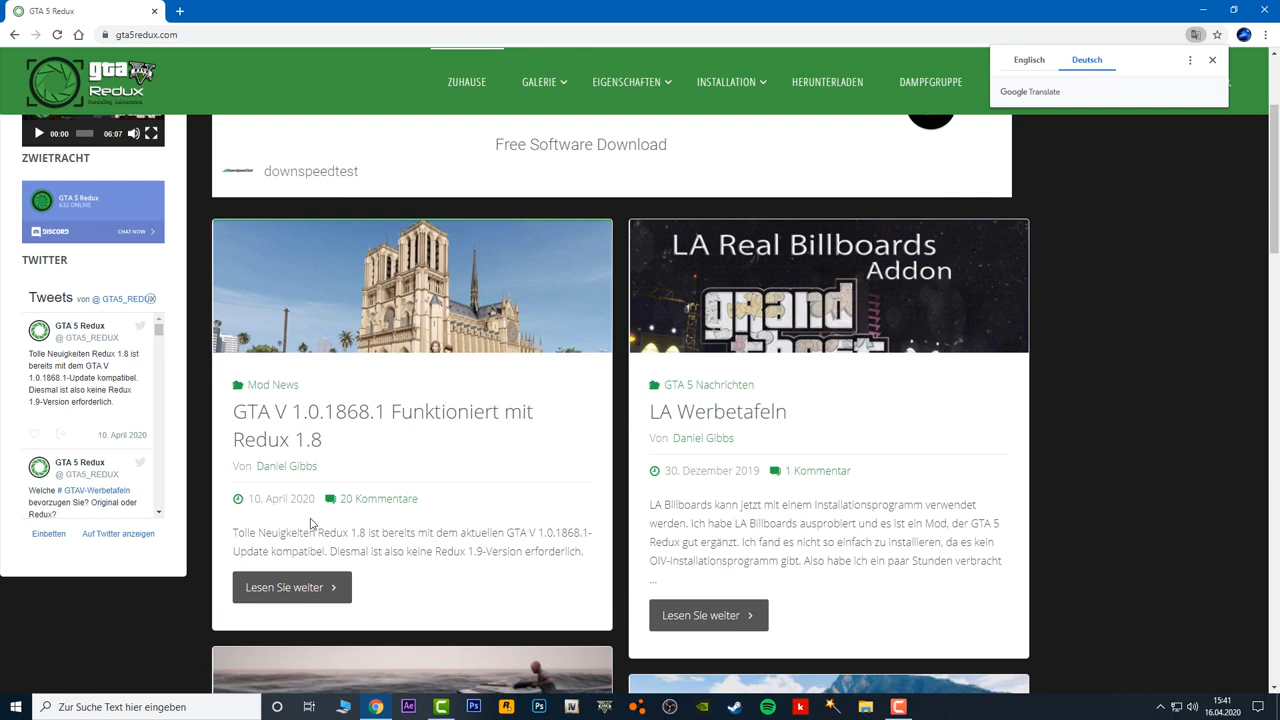 GTA 5 Redux
gta5redux.com
Englisch
Deutsch
Google Translate
gta
Redux
ZUHAUSE
GALERIE
EIGENSCHAFTEN
INSTALLATION
HERUNTERLADEN
DAMPFGRUPPE
00:00
06:07
ZWIETRACHT
GTA 5 Redux
632 ONLINE
DISCORD
CHAT NOW
TWITTER
Tweets von @ GTA5_REDUX
GTA 5 Redux
@ GTA5_REDUX
Tolle Neuigkeiten Redux 1.8 ist
bereits mit dem GTA V
1.0.1868.1-Update kompatibel.
Diesmal ist also keine Redux
1.9-Version erforderlich.
10. April 2020
GTA 5 Redux
@ GTA5_REDUX
Welche # GTAV-Werbetafeln
bevorzugen Sie? Original oder
Redux?
Einbetten
Auf Twitter anzeigen
Free Software Download
downspeedtest
Mod News
GTA V 1.0.1868.1 Funktioniert mit
Redux 1.8
Von Daniel Gibbs
10. April 2020
20 Kommentare
Tolle Neuigkeiten Redux 1.8 ist bereits mit dem aktuellen GTA V 1.0.1868.1-
Update kompatibel. Diesmal ist also keine Redux 1.9-Version erforderlich.
Lesen Sie weiter
LA Real Billboards
Addon
grand
theft
GTA 5 Nachrichten
LA Werbetafeln
Von Daniel Gibbs
30. Dezember 2019
1 Kommentar
LA Billboards kann jetzt mit einem Installationsprogramm verwendet
werden. Ich habe LA Billboards ausprobiert und es ist ein Mod, der GTA 5
Redux gut ergänzt. Ich fand es nicht so einfach zu installieren, da es kein
OIV-Installationsprogramm gibt. Also habe ich ein paar Stunden verbracht
...
Lesen Sie weiter
Zur Suche Text hier eingeben
15:41
16.04.2020